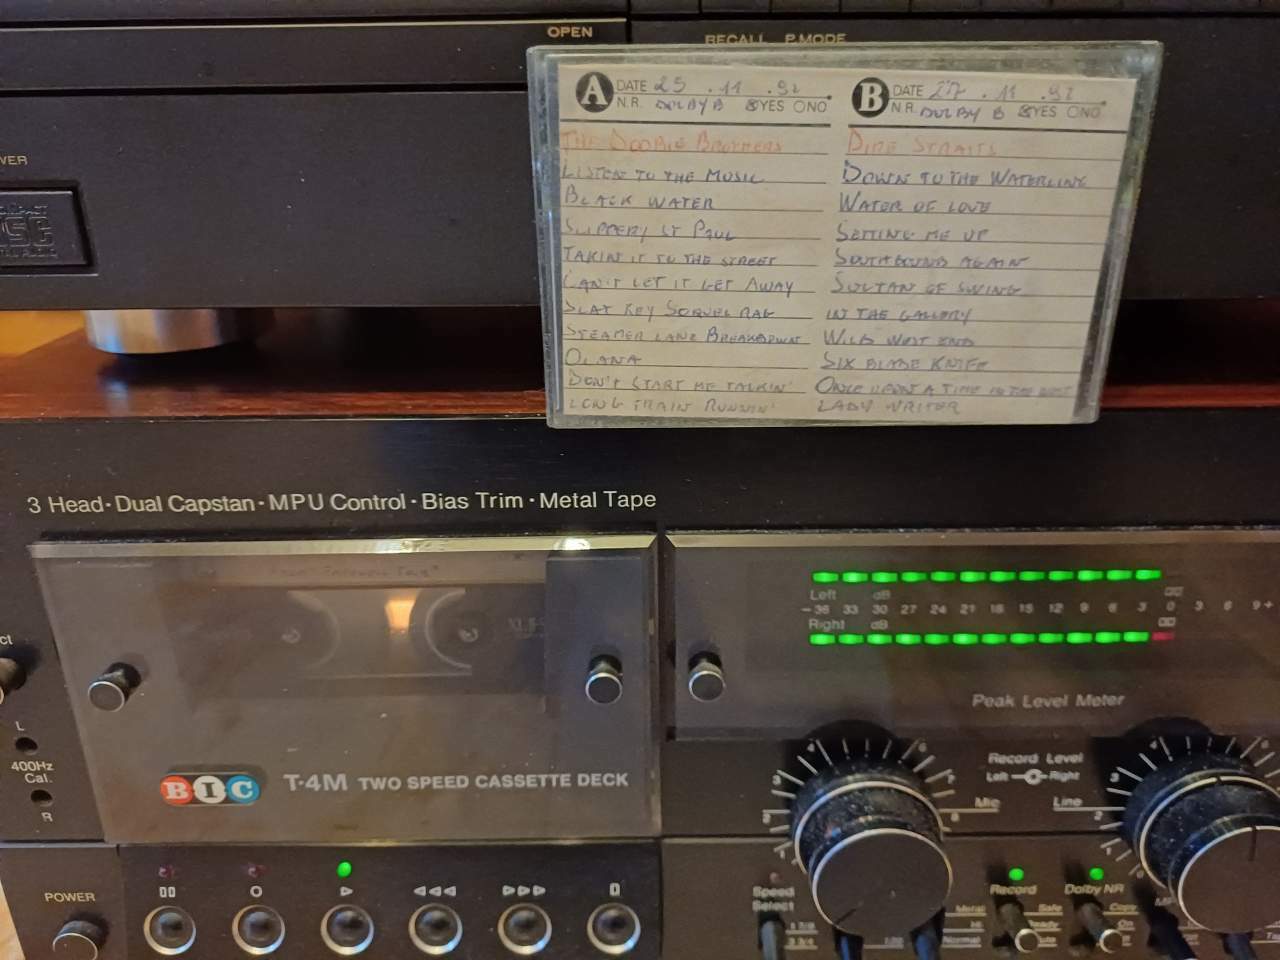 OPEN
RECALL P.MODE
A DATE 25 . 11 . 92
N.R. DOLBY B YES NO
B DATE 27 . 11 . 92
N.R. DOLBY B YES NO
THE DOOBIE BROTHERS
LISTEN TO THE MUSIC
BLACK WATER
SLIPPERY ST PAUL
TAKIN IT TO THE STREET
CAN'T LET IT GET AWAY
SLAT KEY SOQUEL RAG
STEAMER LANE BREAKDOWN
OLANA
DON'T START ME TALKIN'
LONG TRAIN RUNNIN'
DIRE STRAITS
DOWN TO THE WATERLINE
WATER OF LOVE
SETTING ME UP
SOUTHBOUND AGAIN
SULTAN OF SWING
IN THE GALLERY
WILD WEST END
SIX BLADE KNIFE
ONCE UPON A TIME IN THE WEST
LADY WRITER
3 Head · Dual Capstan · MPU Control · Bias Trim · Metal Tape
Left dB
-36 33 30 27 24 21 18 15 12 9 6 3 0 3 6 9+
Right dB
Peak Level Meter
L
400Hz
Cal.
R
BIC T-4M TWO SPEED CASSETTE DECK
Record Level
Left Right
Mic Line
POWER
Speed
Select
Record
Dolby NR
Metal
Normal
Safe
Copy
On